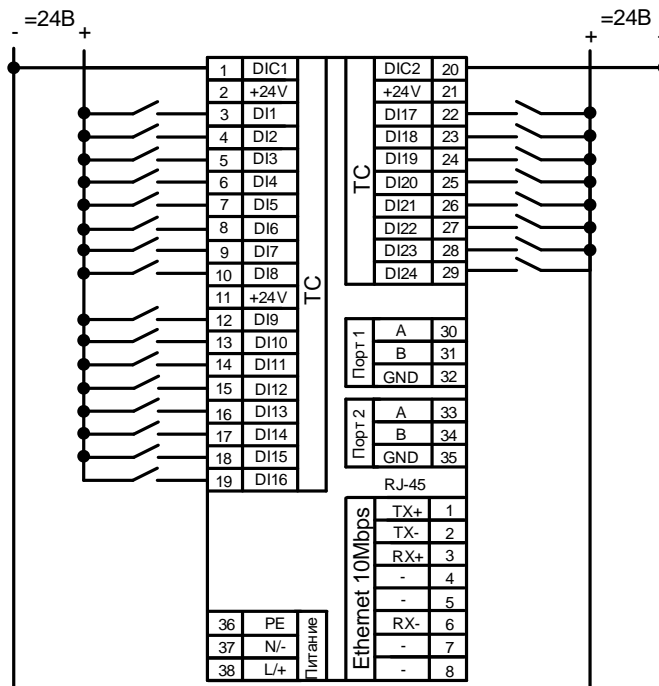 =24В
- +
=24В
+ -
1 DIC1
2 +24V
3 DI1
4 DI2
5 DI3
6 DI4
7 DI5
8 DI6
9 DI7
10 DI8
11 +24V
12 DI9
13 DI10
14 DI11
15 DI12
16 DI13
17 DI14
18 DI15
19 DI16
ТС
ТС
DIC2 20
+24V 21
DI17 22
DI18 23
DI19 24
DI20 25
DI21 26
DI22 27
DI23 28
DI24 29
Порт 1
A 30
B 31
GND 32
Порт 2
A 33
B 34
GND 35
RJ-45
Ethernet 10Mbps
TX+ 1
TX- 2
RX+ 3
- 4
- 5
RX- 6
- 7
- 8
36 PE
37 N/-
38 L/+
Питание